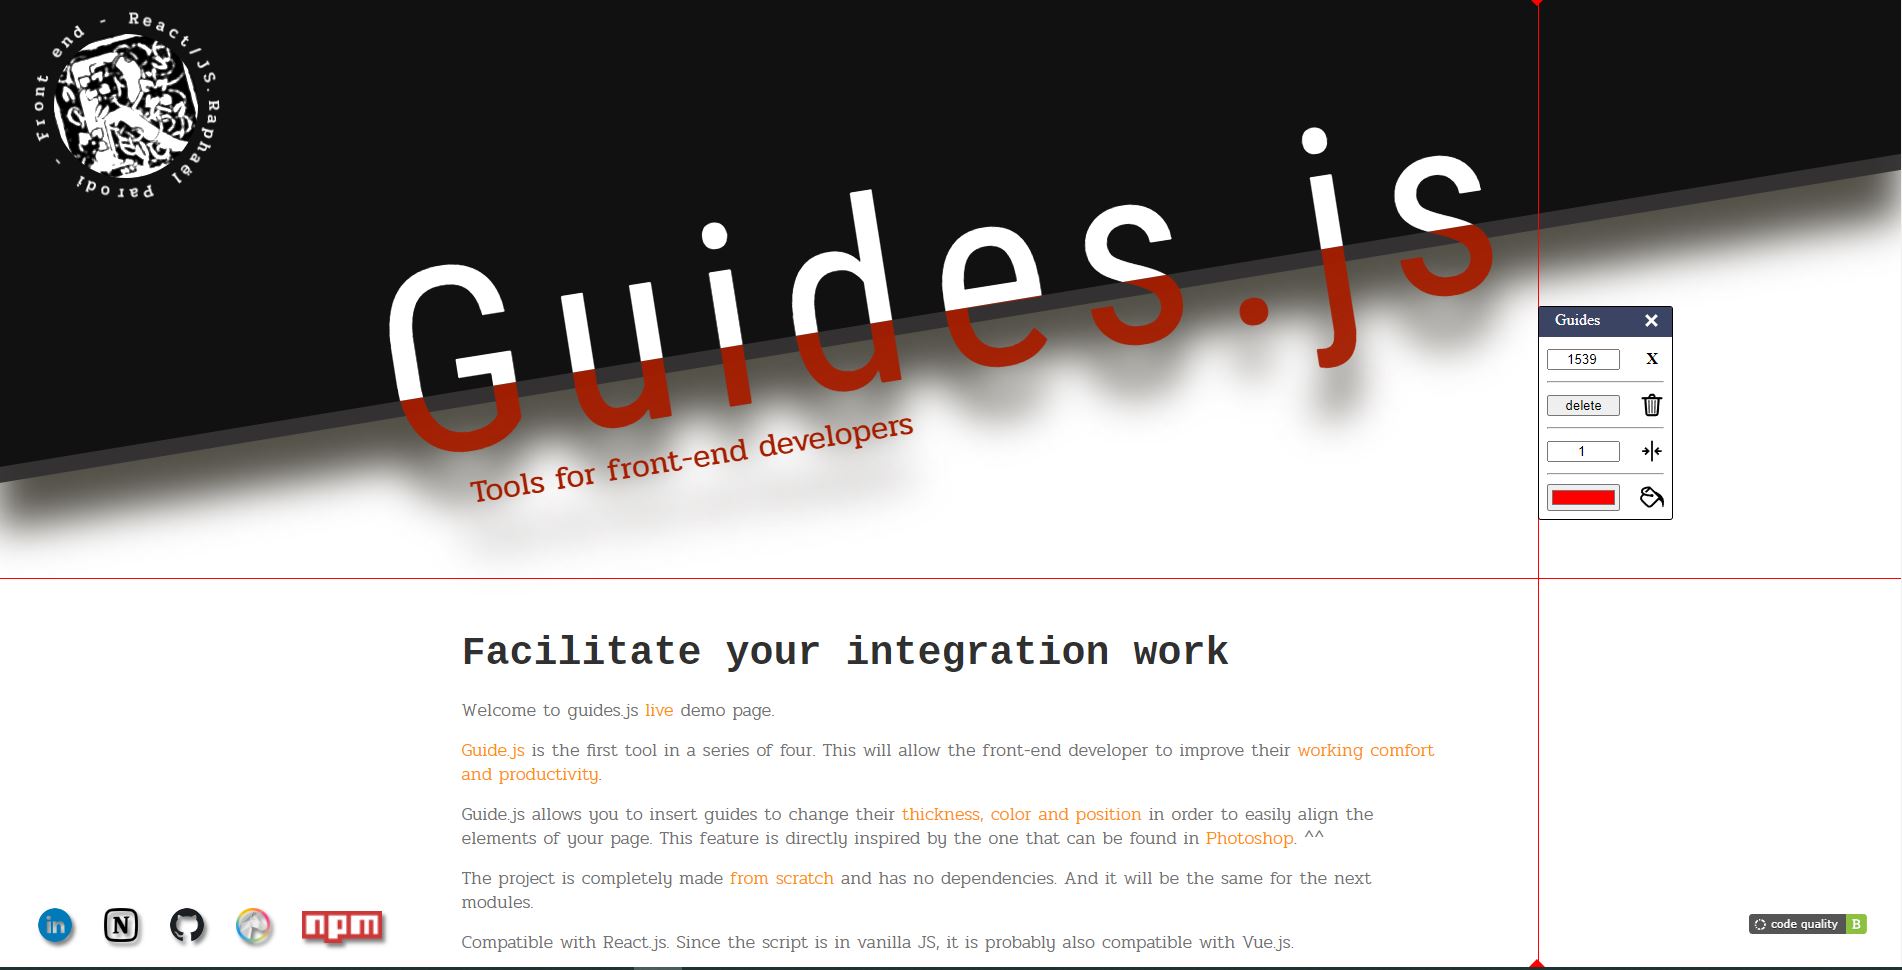 Front end - React/JS. Raphaël Parodi -
Guides.js
Tools for front-end developers
Guides
1539 X
delete
1
Facilitate your integration work
Welcome to guides.js live demo page.
Guide.js is the first tool in a series of four. This will allow the front-end developer to improve their working comfort
and productivity.
Guide.js allows you to insert guides to change their thickness, color and position in order to easily align the
elements of your page. This feature is directly inspired by the one that can be found in Photoshop. ^^
The project is completely made from scratch and has no dependencies. And it will be the same for the next
modules.
in N npm
code quality B
Compatible with React.js. Since the script is in vanilla JS, it is probably also compatible with Vue.js.